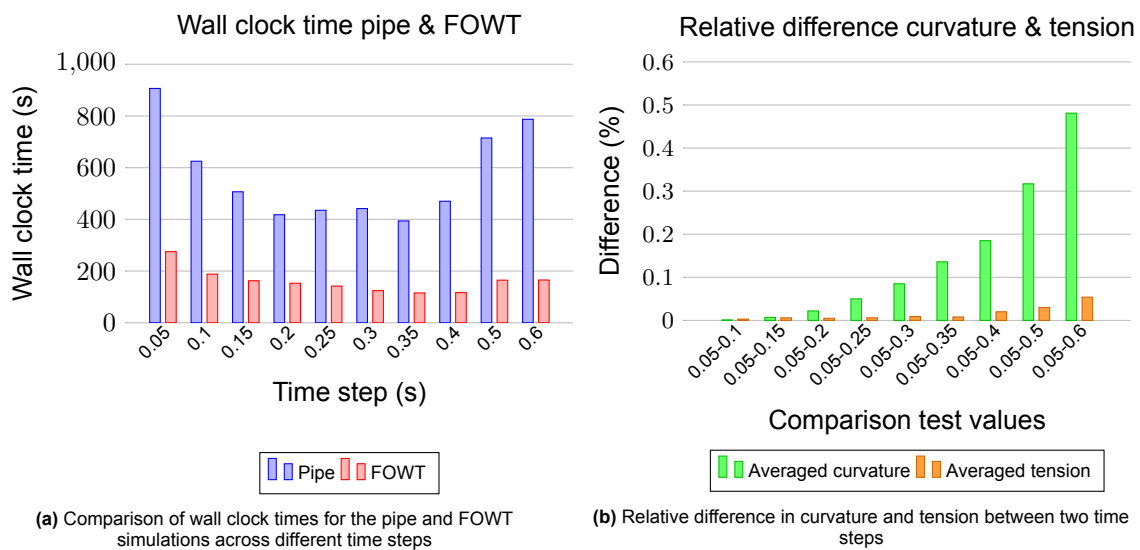 Wall clock time pipe & FOWT
Wall clock time (s)
1,000
800
600
400
200
0
0.05
0.1
0.15
0.2
0.25
0.3
0.35
0.4
0.5
0.6
Time step (s)
Pipe
FOWT
(a) Comparison of wall clock times for the pipe and FOWT
simulations across different time steps
Relative difference curvature & tension
Difference (%)
0.6
0.5
0.4
0.3
0.2
0.1
0
0.05-0.1
0.05-0.15
0.05-0.2
0.05-0.25
0.05-0.3
0.05-0.35
0.05-0.4
0.05-0.5
0.05-0.6
Comparison test values
Averaged curvature
Averaged tension
(b) Relative difference in curvature and tension between two time
steps